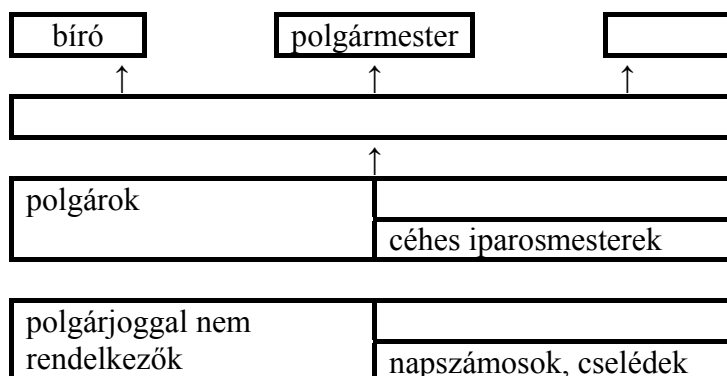 bíró
polgármester
↑ ↑ ↑
↑
polgárok
céhes iparosmesterek
polgárjoggal nem
rendelkezők
napszámosok, cselédek